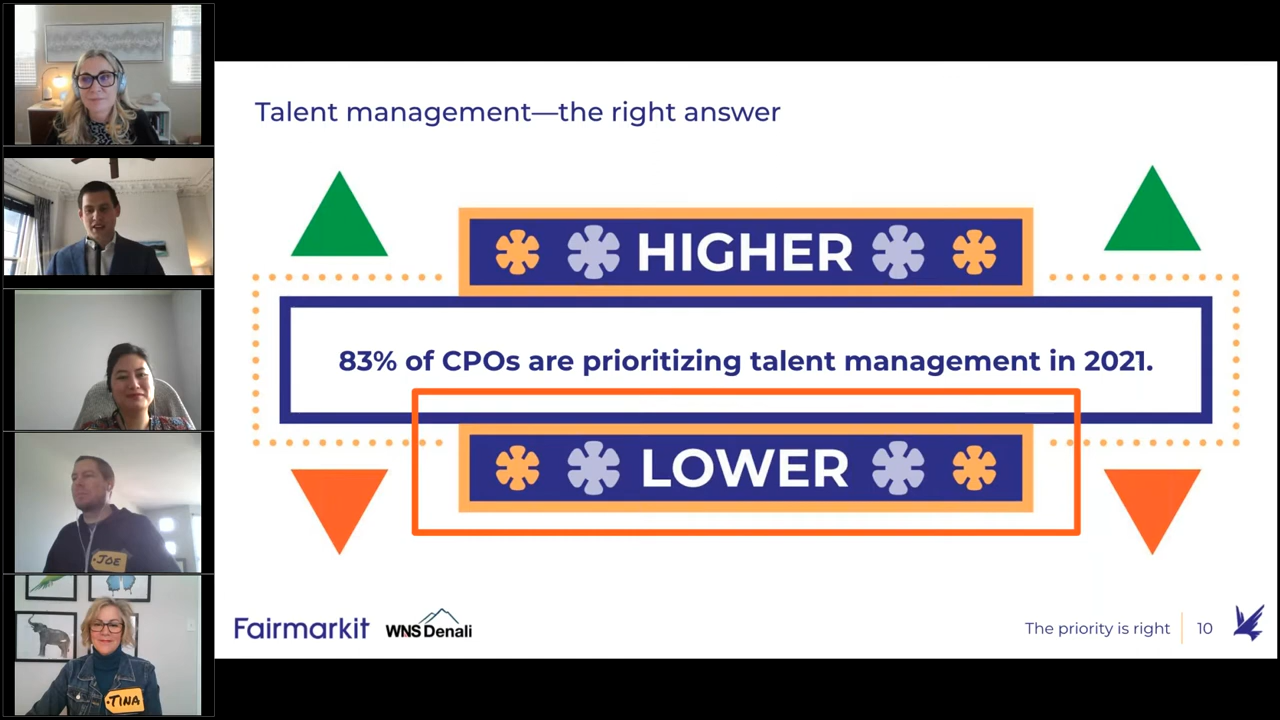 Talent management—the right answer
HIGHER
83% of CPOs are prioritizing talent management in 2021.
LOWER
Fairmarkit
WNS Denali
The priority is right
10
JOE
TINA